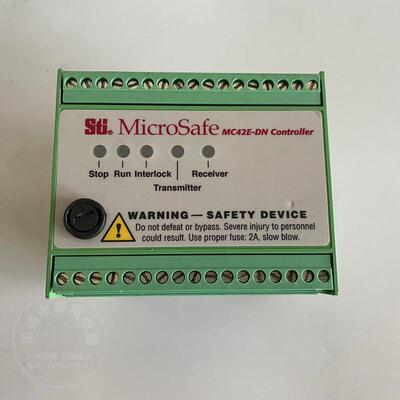 STI® MicroSafe MC42E-DN Controller
Stop Run Interlock Receiver
Transmitter
WARNING — SAFETY DEVICE
Do not defeat or bypass. Severe injury to personnel
could result. Use proper fuse: 2A, slow blow.